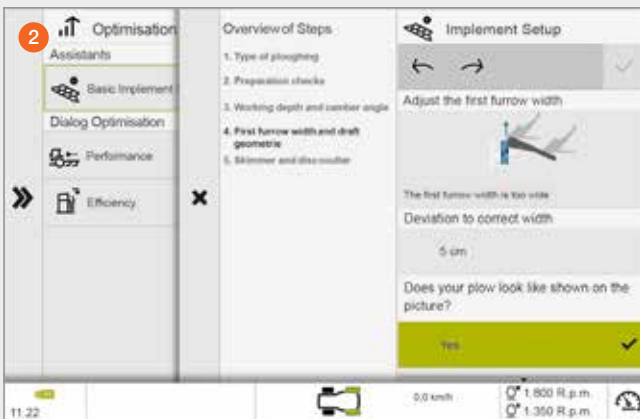 2
Optimisation
Assistants
Basic Implement
Dialog Optimisation
Performance
Efficiency
Overview of Steps
1. Type of ploughing
2. Preparation checks
3. Working depth and camber angle
4. First furrow width and draft
geometrie
5. Skimmer and disc coulter
Implement Setup
Adjust the first furrow width
The first furrow width is too wide
Deviation to correct width
5 cm
Does your plow look like shown on the
picture?
Yes
11.22
0,0 km/h
1 800 R.p.m.
1.350 R.p.m.